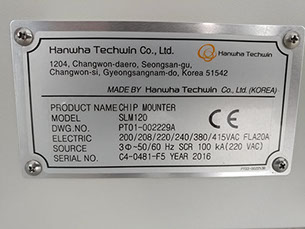 Hanwha Techwin Co., Ltd.
Hanwha Techwin
1204, Changwon-daero, Seongsan-gu,
Changwon-si, Gyeongsangnam-do, Korea 51542
MADE BY Hanwha Techwin Co., Ltd. (KOREA)
PRODUCT NAME CHIP MOUNTER
MODEL SLM120
DWG.NO. PT01-002229A
ELECTRIC 200/208/220/240/380/415VAC FLA20A
SOURCE 3Φ-50/60 Hz SCR 100 kA(220 VAC)
SERIAL NO. C4-0481-F5 YEAR 2016
CE